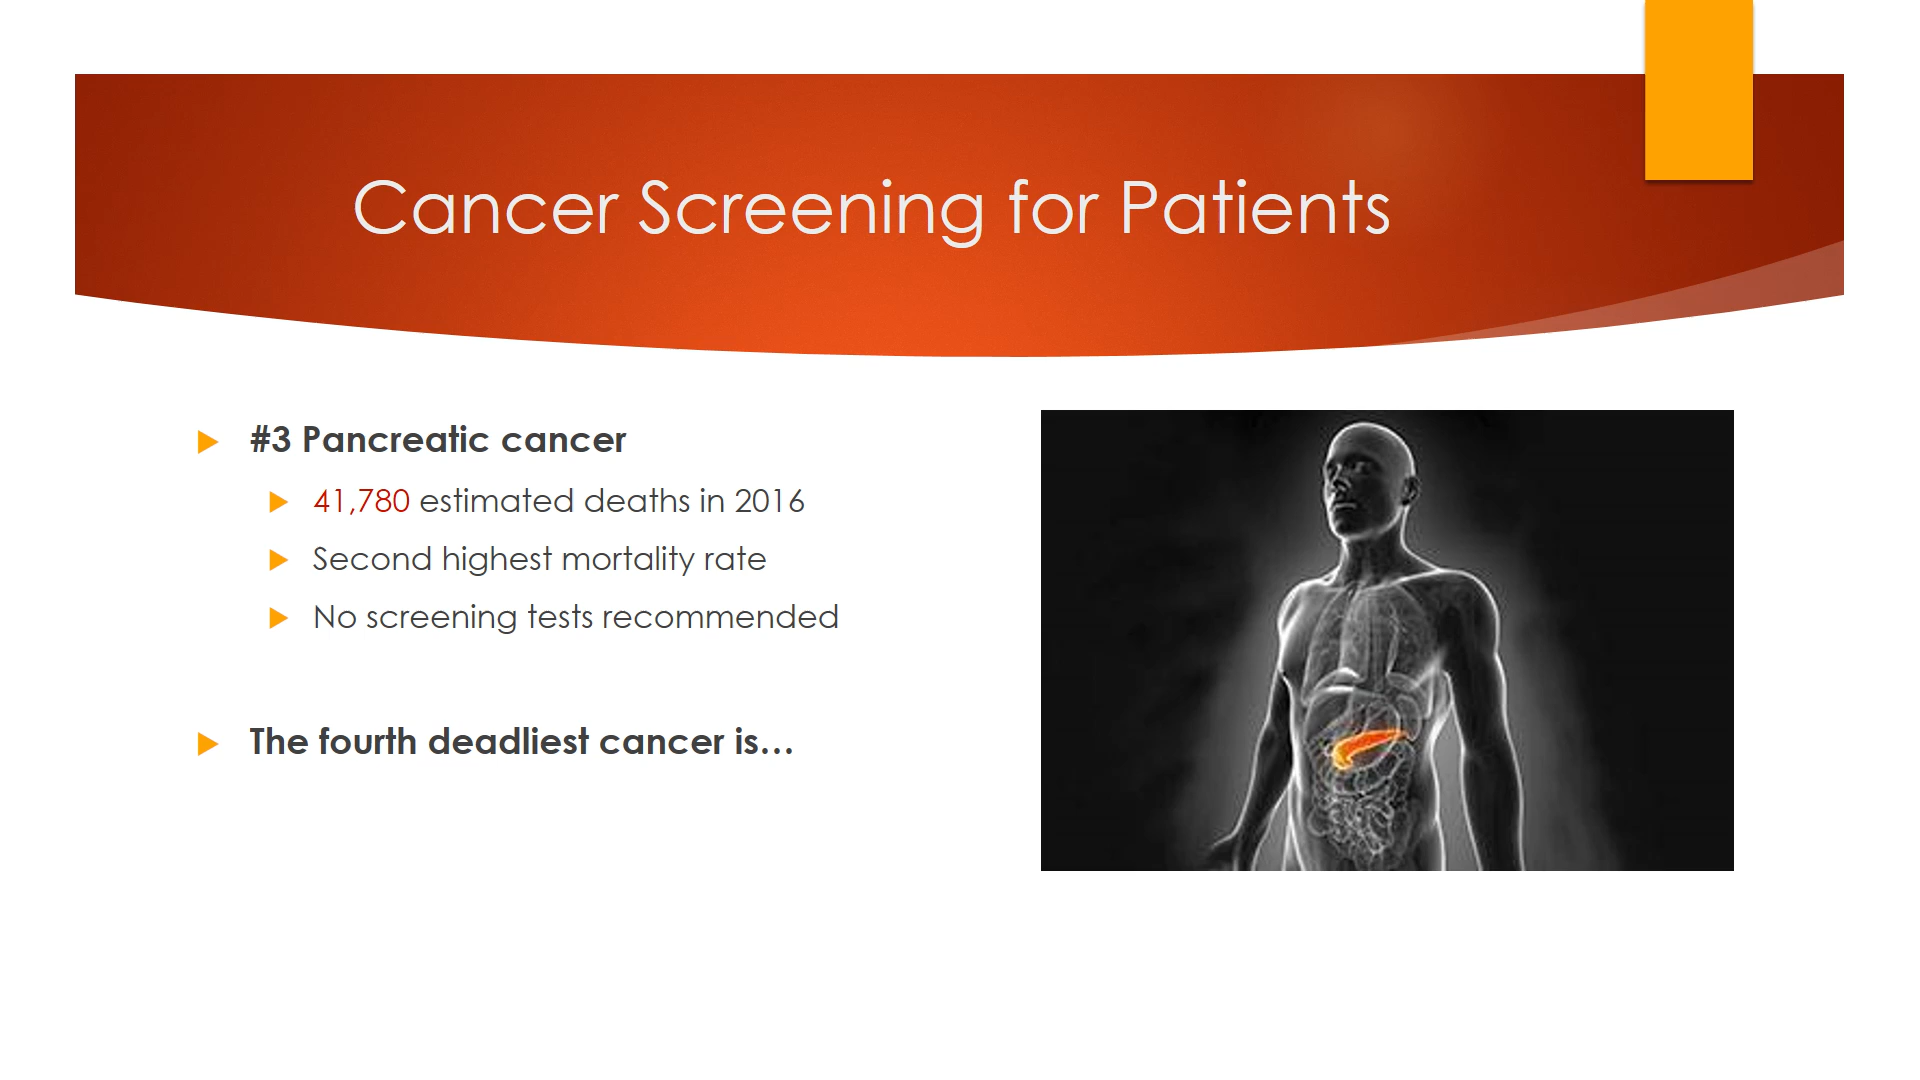 Cancer Screening for Patients
#3 Pancreatic cancer
41,780 estimated deaths in 2016
Second highest mortality rate
No screening tests recommended
The fourth deadliest cancer is…